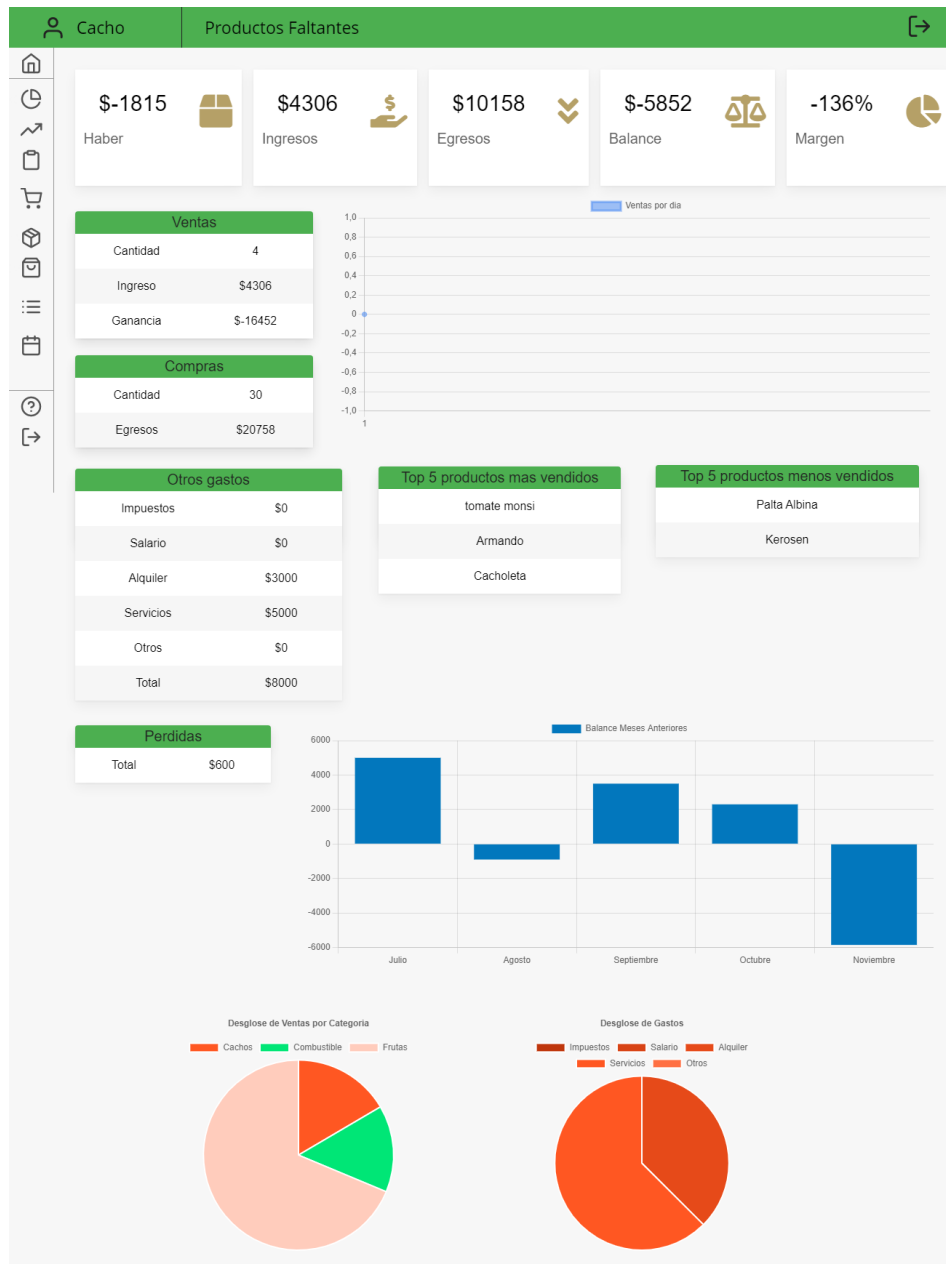 Cacho Productos Faltantes
$-1815
Haber
$4306
Ingresos
$10158
Egresos
$-5852
Balance
-136%
Margen
Ventas
Cantidad 4
Ingreso $4306
Ganancia $-16452
Compras
Cantidad 30
Egresos $20758
Ventas por dia
1,0
0,8
0,6
0,4
0,2
0
-0,2
-0,4
-0,6
-0,8
-1,0
1
Otros gastos
Impuestos $0
Salario $0
Alquiler $3000
Servicios $5000
Otros $0
Total $8000
Top 5 productos mas vendidos
tomate monsi
Armando
Cacholeta
Top 5 productos menos vendidos
Palta Albina
Kerosen
Perdidas
Total $600
Balance Meses Anteriores
6000
4000
2000
0
-2000
-4000
-6000
Julio Agosto Septiembre Octubre Noviembre
Desglose de Ventas por Categoria
Cachos Combustible Frutas
Desglose de Gastos
Impuestos Salario Alquiler
Servicios Otros